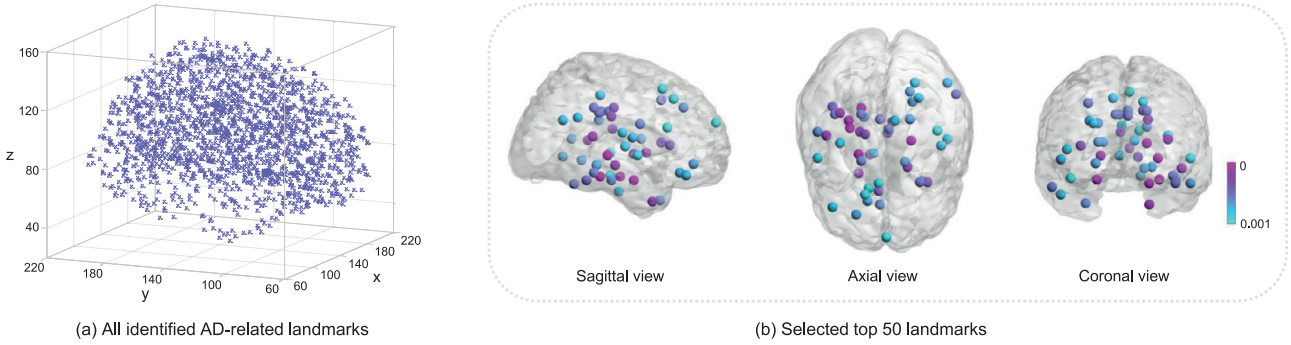 160
120
80
40
z
220
180
140
100
60
y
60
100
140
180
220
x
(a) All identified AD-related landmarks
Sagittal view
Axial view
Coronal view
0
0.001
(b) Selected top 50 landmarks